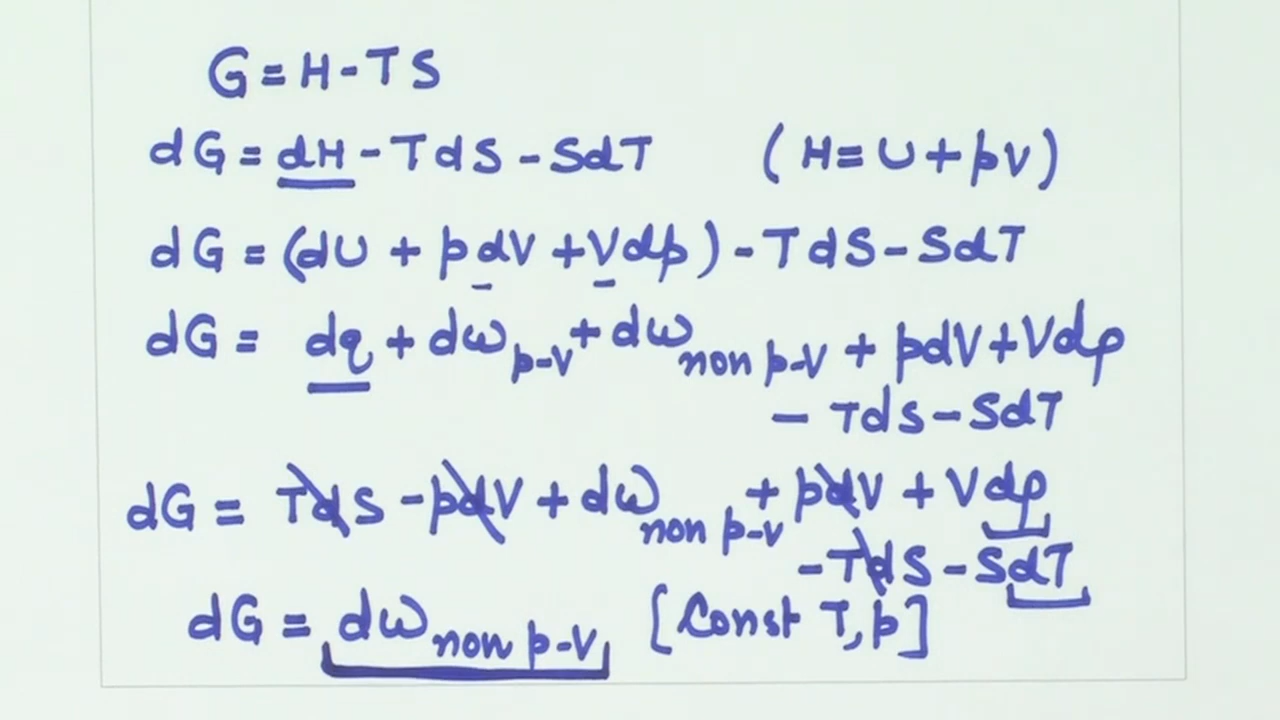 G = H - TS
dG = dH - TdS - SdT (H = U + pV)
dG = (dU + pdV + Vdp) - TdS - SdT
dG = dq + dω p-V + dω non p-V + pdV + Vdp
- TdS - SdT
dG = TdS - pdV + dω non p-V + pdV + Vdp
- TdS - SdT
dG = dω non p-V [Const T, p]